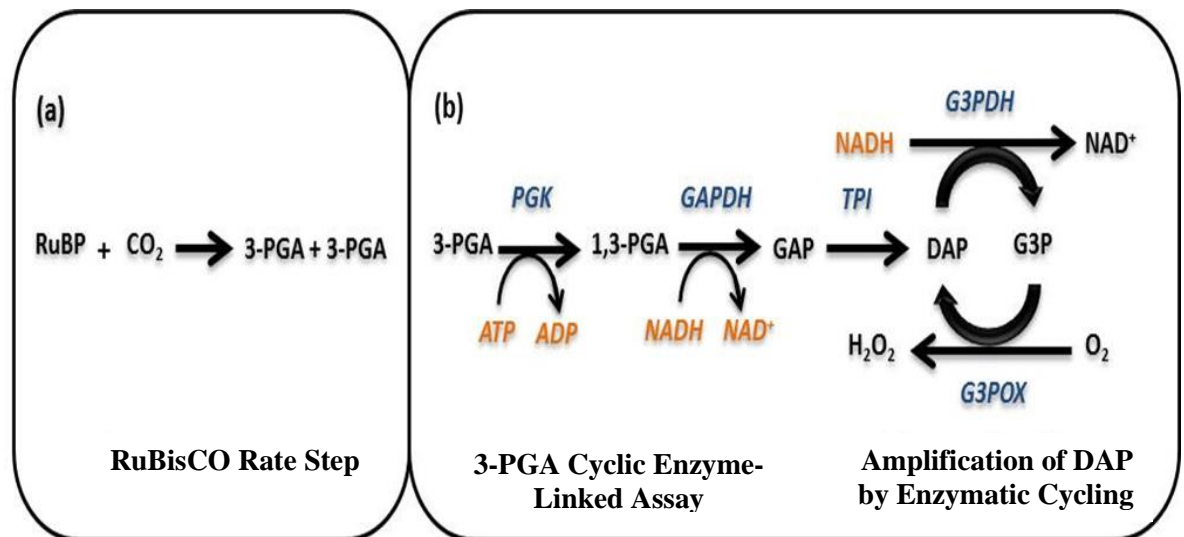 (a)
RuBP + CO₂ 3-PGA + 3-PGA
RuBisCO Rate Step
(b)
G3PDH
NADH NAD⁺
PGK GAPDH TPI
3-PGA 1,3-PGA GAP DAP G3P
ATP ADP NADH NAD⁺
H₂O₂ O₂
G3POX
3-PGA Cyclic Enzyme-
Linked Assay
Amplification of DAP
by Enzymatic Cycling